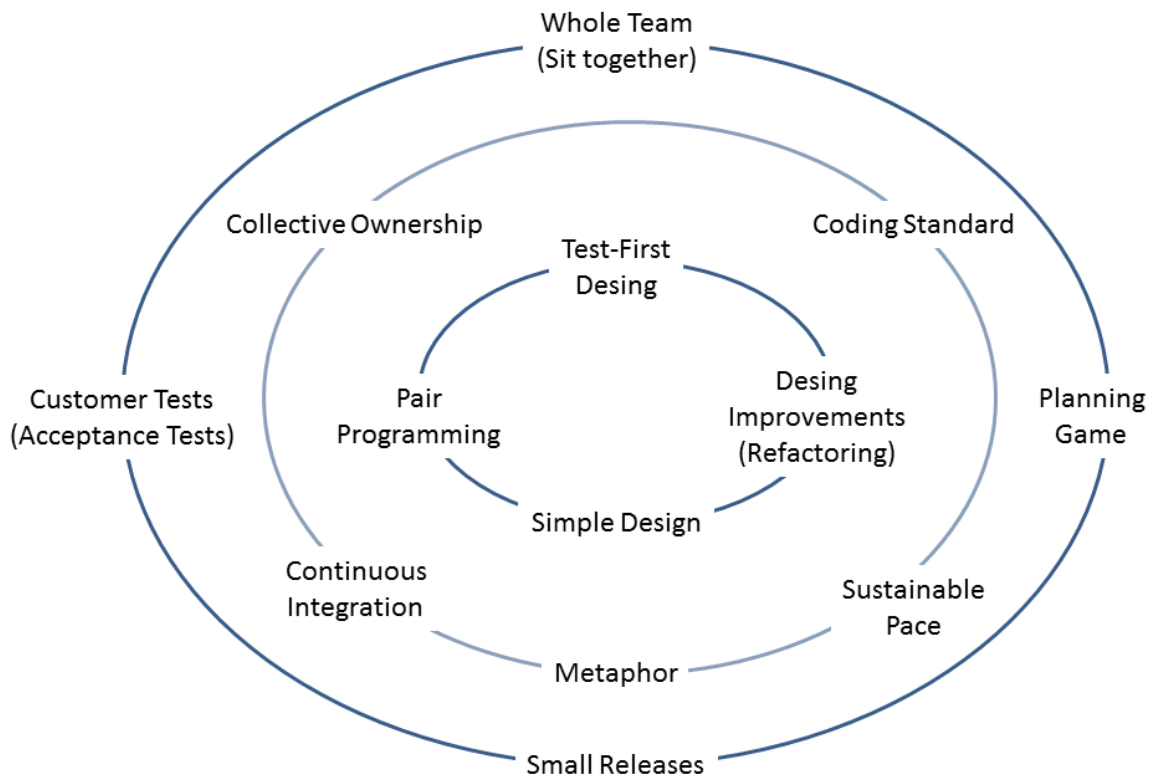 Whole Team
(Sit together)
Collective Ownership
Coding Standard
Test-First
Desing
Customer Tests
(Acceptance Tests)
Pair
Programming
Desing
Improvements
(Refactoring)
Planning
Game
Simple Design
Continuous
Integration
Sustainable
Pace
Metaphor
Small Releases